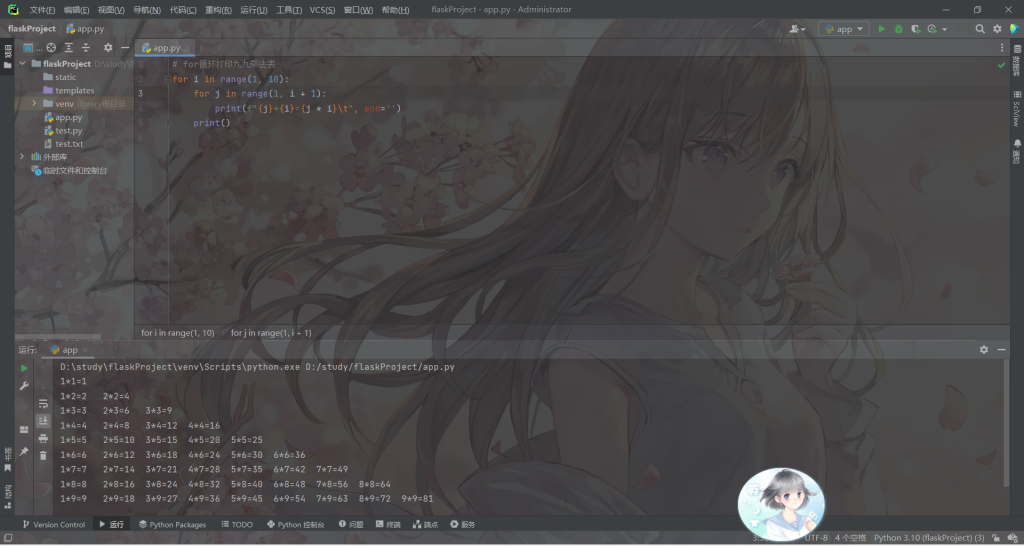 文件(F) 编辑(E) 视图(V) 导航(N) 代码(C) 重构(R) 运行(U) 工具(T) VCS(S) 窗口(W) 帮助(H) flaskProject - app.py - Administrator
flaskProject app.py app
项目 ... app.py
flaskProject D:\study\f
static
templates
venv library根目录
app.py
test.py
test.txt
外部库
临时文件和控制台
# for循环打印九九乘法表
for i in range(1, 10):
3 for j in range(1, i + 1):
print(f"{j}*{i}={j * i}\t", end='')
print()
数据库
SciView
通知
for i in range(1, 10) for j in range(1, i + 1)
运行: app
D:\study\flaskProject\venv\Scripts\python.exe D:/study/flaskProject/app.py
1*1=1
1*2=2 2*2=4
1*3=3 2*3=6 3*3=9
1*4=4 2*4=8 3*4=12 4*4=16
1*5=5 2*5=10 3*5=15 4*5=20 5*5=25
1*6=6 2*6=12 3*6=18 4*6=24 5*6=30 6*6=36
1*7=7 2*7=14 3*7=21 4*7=28 5*7=35 6*7=42 7*7=49
1*8=8 2*8=16 3*8=24 4*8=32 5*8=40 6*8=48 7*8=56 8*8=64
1*9=9 2*9=18 3*9=27 4*9=36 5*9=45 6*9=54 7*9=63 8*9=72 9*9=81
书签
结构
Version Control 运行 Python Packages TODO Python 控制台 问题 终端 端点 服务
UTF-8 4 个空格 Python 3.10 (flaskProject) (3)